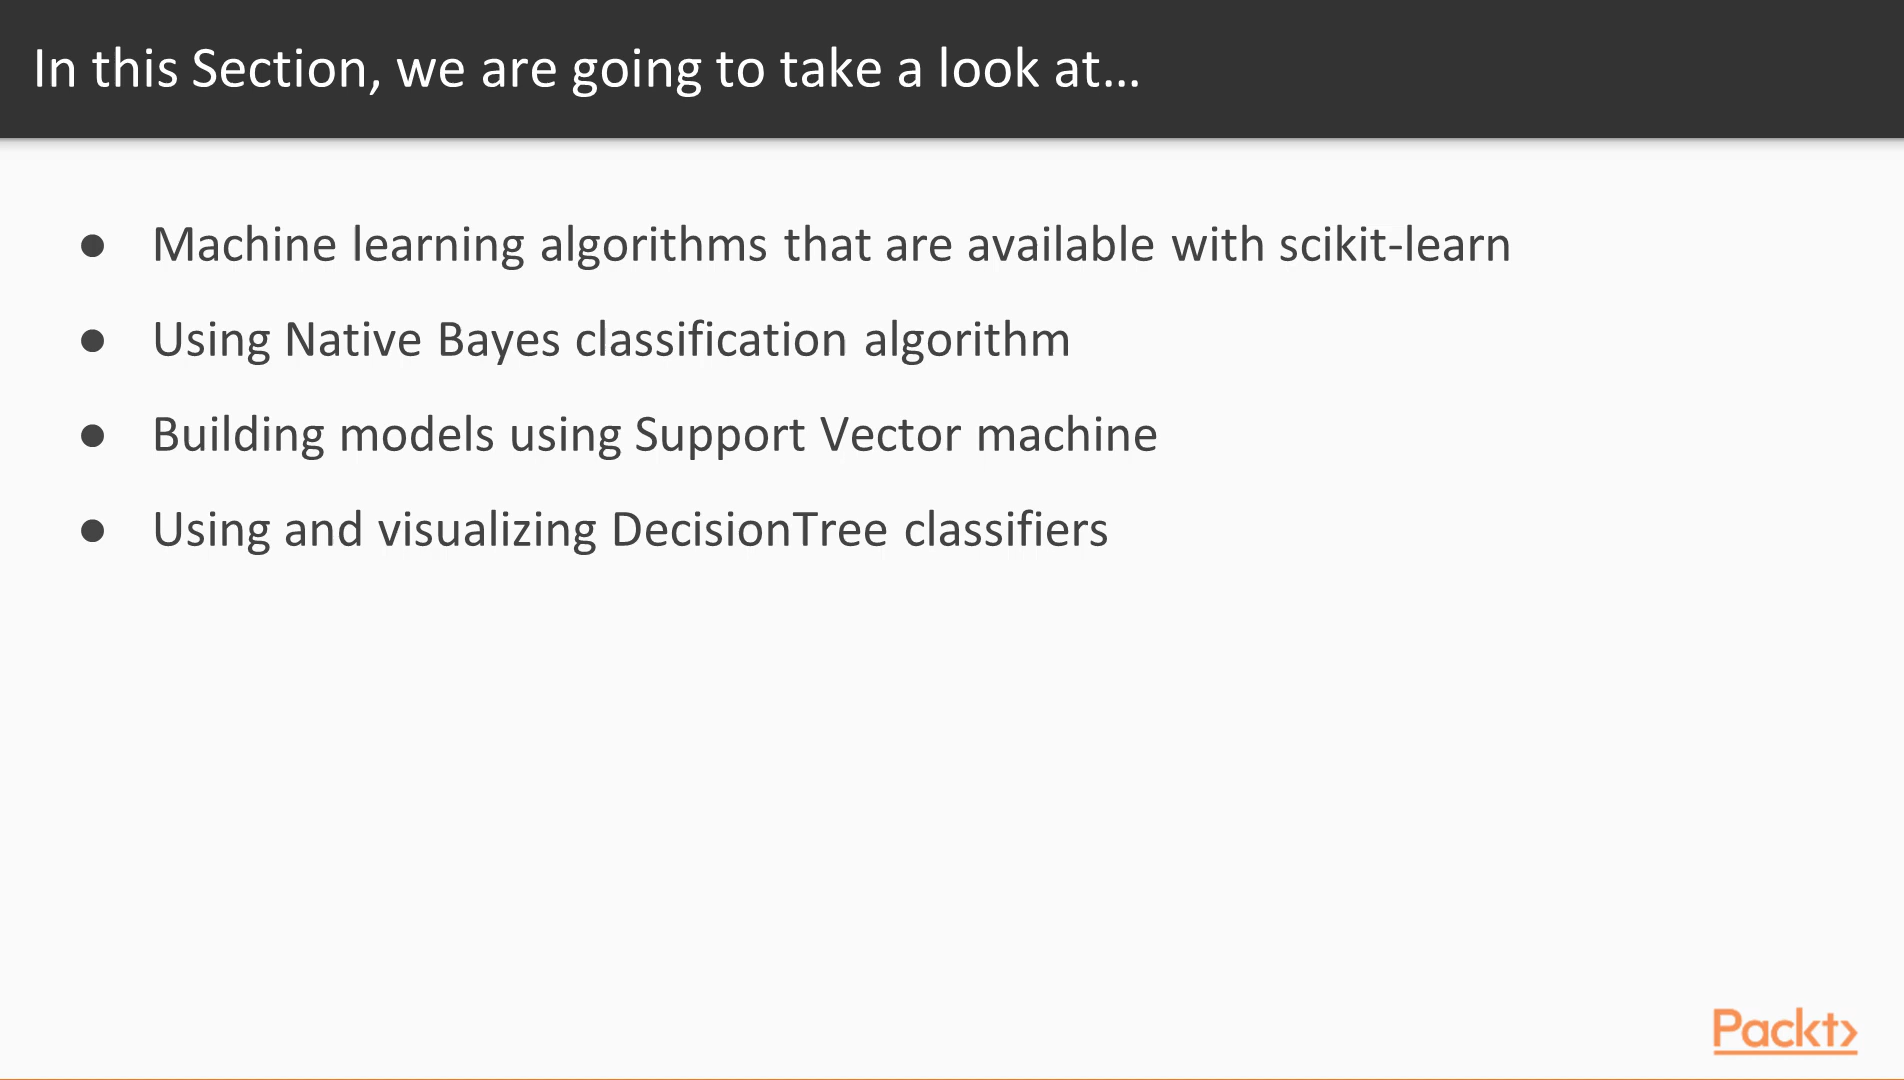 In this Section, we are going to take a look at...
● Machine learning algorithms that are available with scikit-learn
● Using Native Bayes classification algorithm
● Building models using Support Vector machine
● Using and visualizing DecisionTree classifiers
Packt>